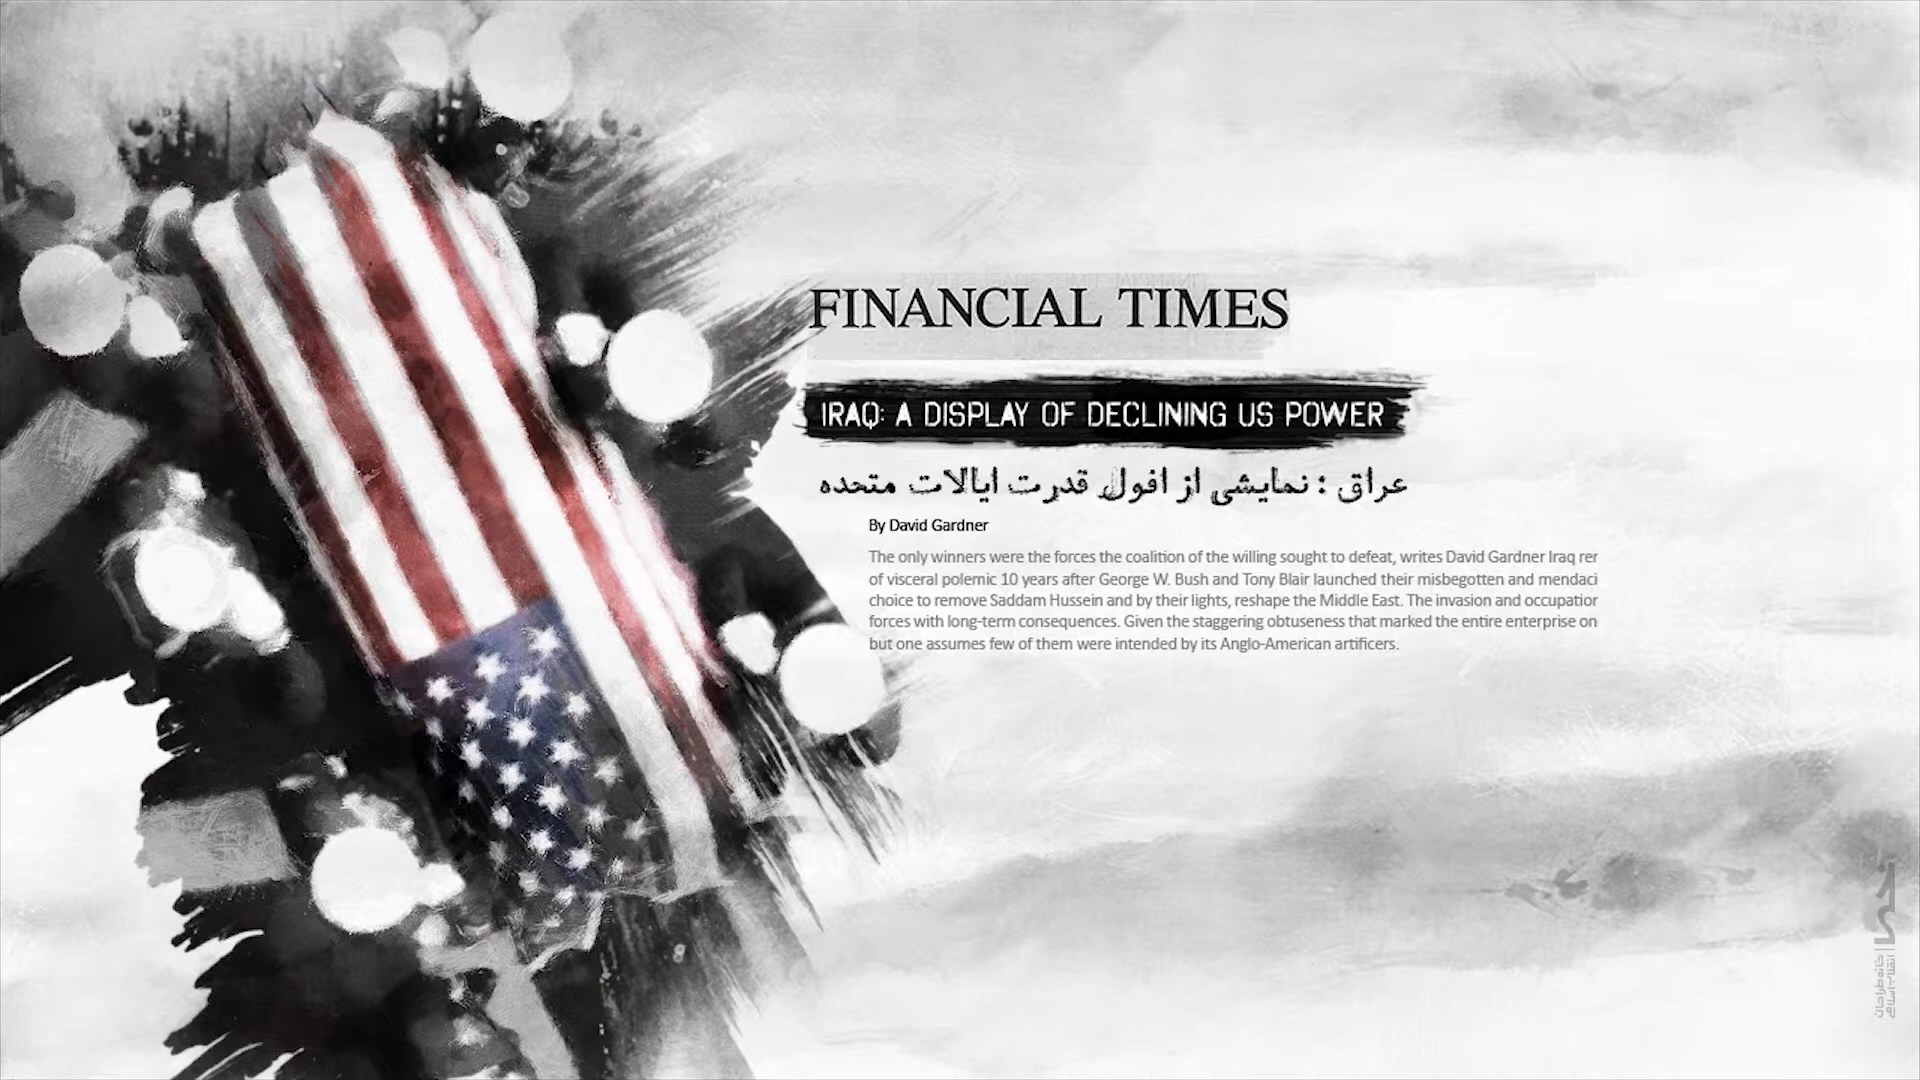 FINANCIAL TIMES
IRAQ: A DISPLAY OF DECLINING US POWER
عراق : نمایشی از افول قدرت ایالات متحده
By David Gardner
The only winners were the forces the coalition of the willing sought to defeat, writes David Gardner Iraq rer
of visceral polemic 10 years after George W. Bush and Tony Blair launched their misbegotten and mendaci
choice to remove Saddam Hussein and by their lights, reshape the Middle East. The invasion and occupatior
forces with long-term consequences. Given the staggering obtuseness that marked the entire enterprise on
but one assumes few of them were intended by its Anglo-American artificers.
خانه طراحان
انقلاب اسلامی